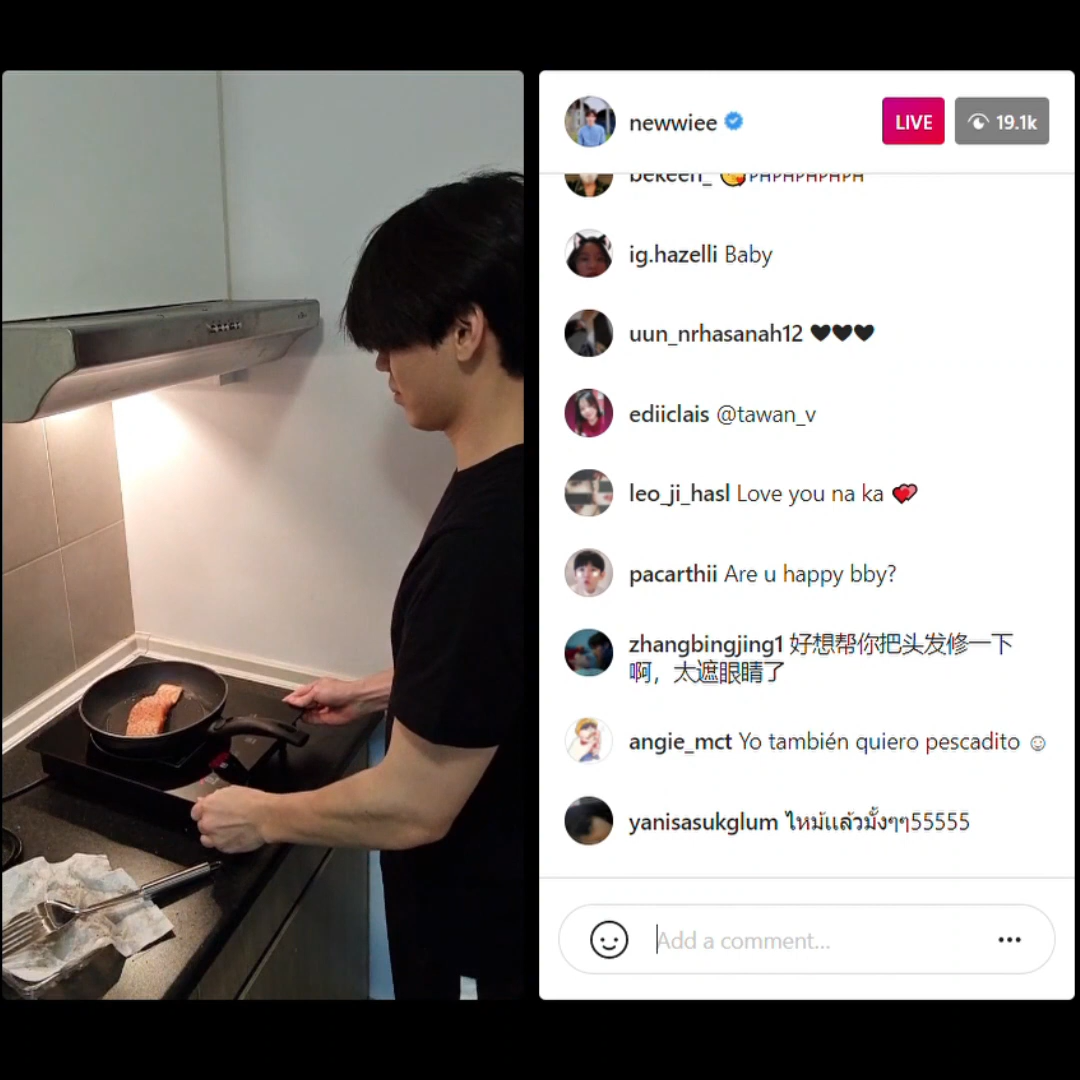 newwiee
LIVE
19.1k
bekeen_ 😘 PAPAPAPAPA
ig.hazelli Baby
uun_nrhasanah12 🖤🖤🖤
ediiclais @tawan_v
leo_ji_hasl Love you na ka 💕
pacarthii Are u happy bby?
zhangbingjing1 好想帮你把头发修一下
啊，太遮眼睛了
angie_mct Yo también quiero pescadito ☺
yanisasukglum ไหม้แล้วมั้งๆๆ55555
Add a comment...